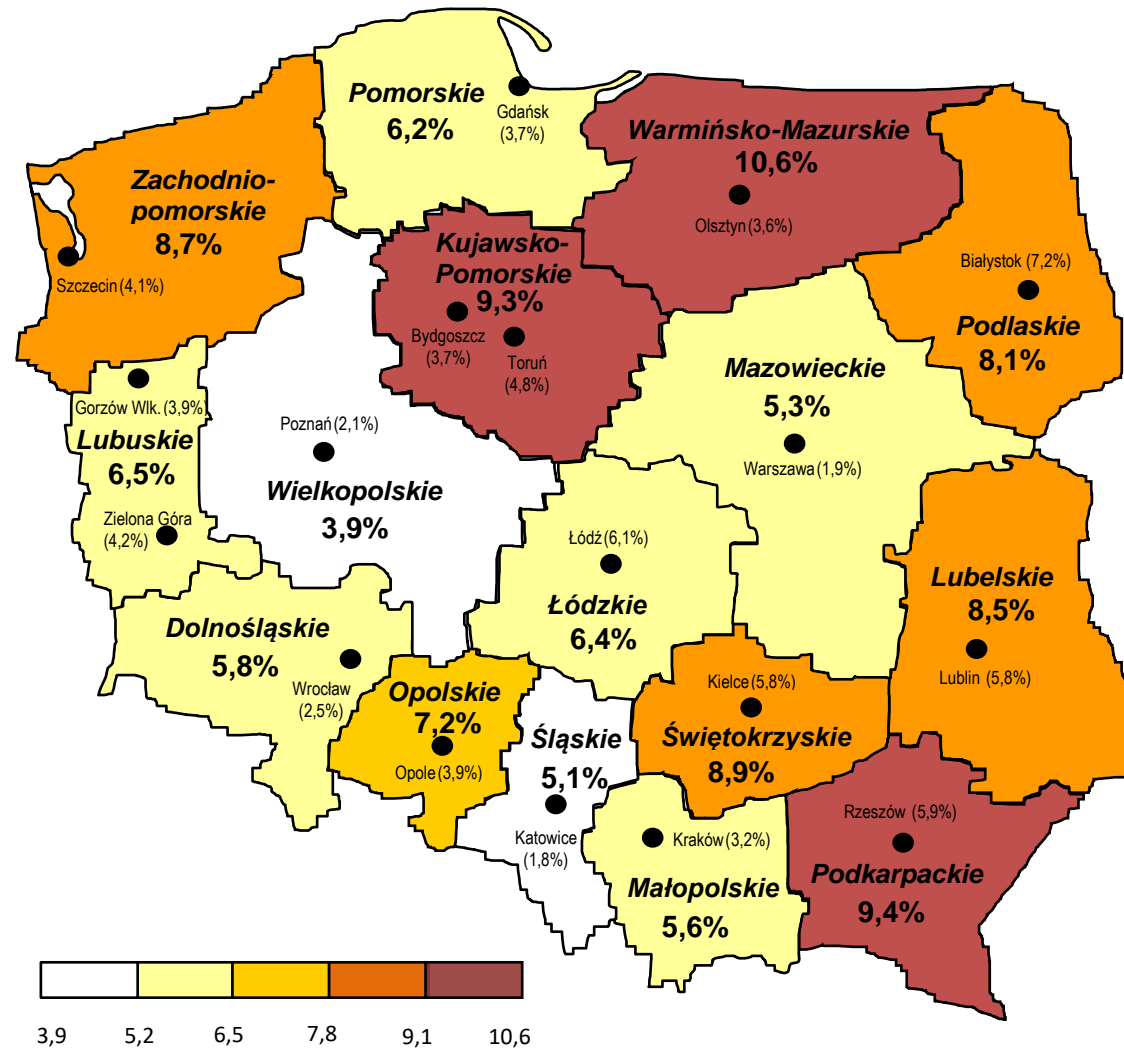 Pomorskie
6,2%
Gdańsk
(3,7%)
Warmińsko-Mazurskie
10,6%
Olsztyn (3,6%)
Zachodnio-
pomorskie
8,7%
Szczecin (4,1%)
Kujawsko-
Pomorskie
9,3%
Bydgoszcz
(3,7%)
Toruń
(4,8%)
Białystok (7,2%)
Podlaskie
8,1%
Mazowieckie
5,3%
Warszawa (1,9%)
Gorzów Wlk. (3,9%)
Lubuskie
6,5%
Zielona Góra
(4,2%)
Poznań (2,1%)
Wielkopolskie
3,9%
Łódź (6,1%)
Łódzkie
6,4%
Lubelskie
8,5%
Lublin (5,8%)
Dolnośląskie
5,8%
Wrocław
(2,5%)
Opolskie
7,2%
Opole (3,9%)
Śląskie
5,1%
Katowice
(1,8%)
Kielce (5,8%)
Świętokrzyskie
8,9%
Kraków (3,2%)
Małopolskie
5,6%
Rzeszów (5,9%)
Podkarpackie
9,4%
3,9 5,2 6,5 7,8 9,1 10,6